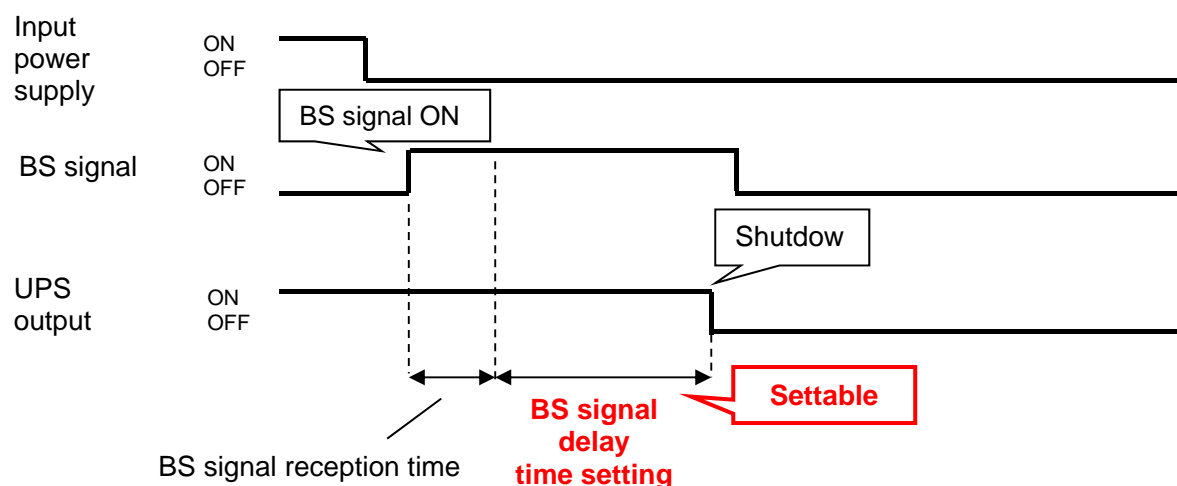 Input
power
supply
ON
OFF
BS signal ON
BS signal
ON
OFF
Shutdow
UPS
output
ON
OFF
Settable
BS signal
delay
time setting
BS signal reception time